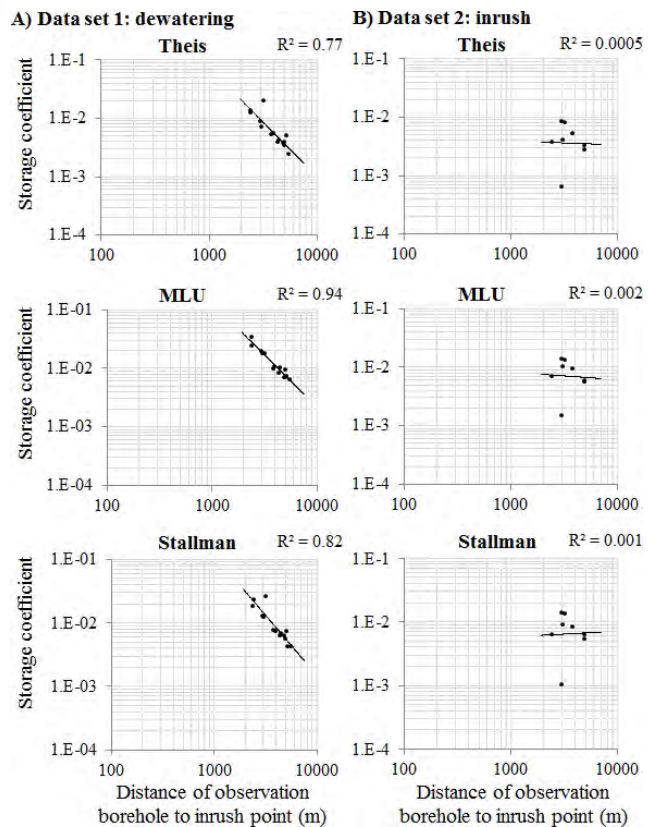 A) Data set 1: dewatering
B) Data set 2: inrush
Theis
R² = 0.77
Storage coefficient
1.E-1
1.E-2
1.E-3
1.E-4
100
1000
10000
Theis
R² = 0.0005
1.E-1
1.E-2
1.E-3
1.E-4
100
1000
10000
MLU
R² = 0.94
Storage coefficient
1.E-01
1.E-02
1.E-03
1.E-04
100
1000
10000
MLU
R² = 0.002
1.E-1
1.E-2
1.E-3
1.E-4
100
1000
10000
Stallman
R² = 0.82
Storage coefficient
1.E-01
1.E-02
1.E-03
1.E-04
100
1000
10000
Distance of observation
borehole to inrush point (m)
Stallman
R² = 0.001
1.E-1
1.E-2
1.E-3
1.E-4
100
1000
10000
Distance of observation
borehole to inrush point (m)